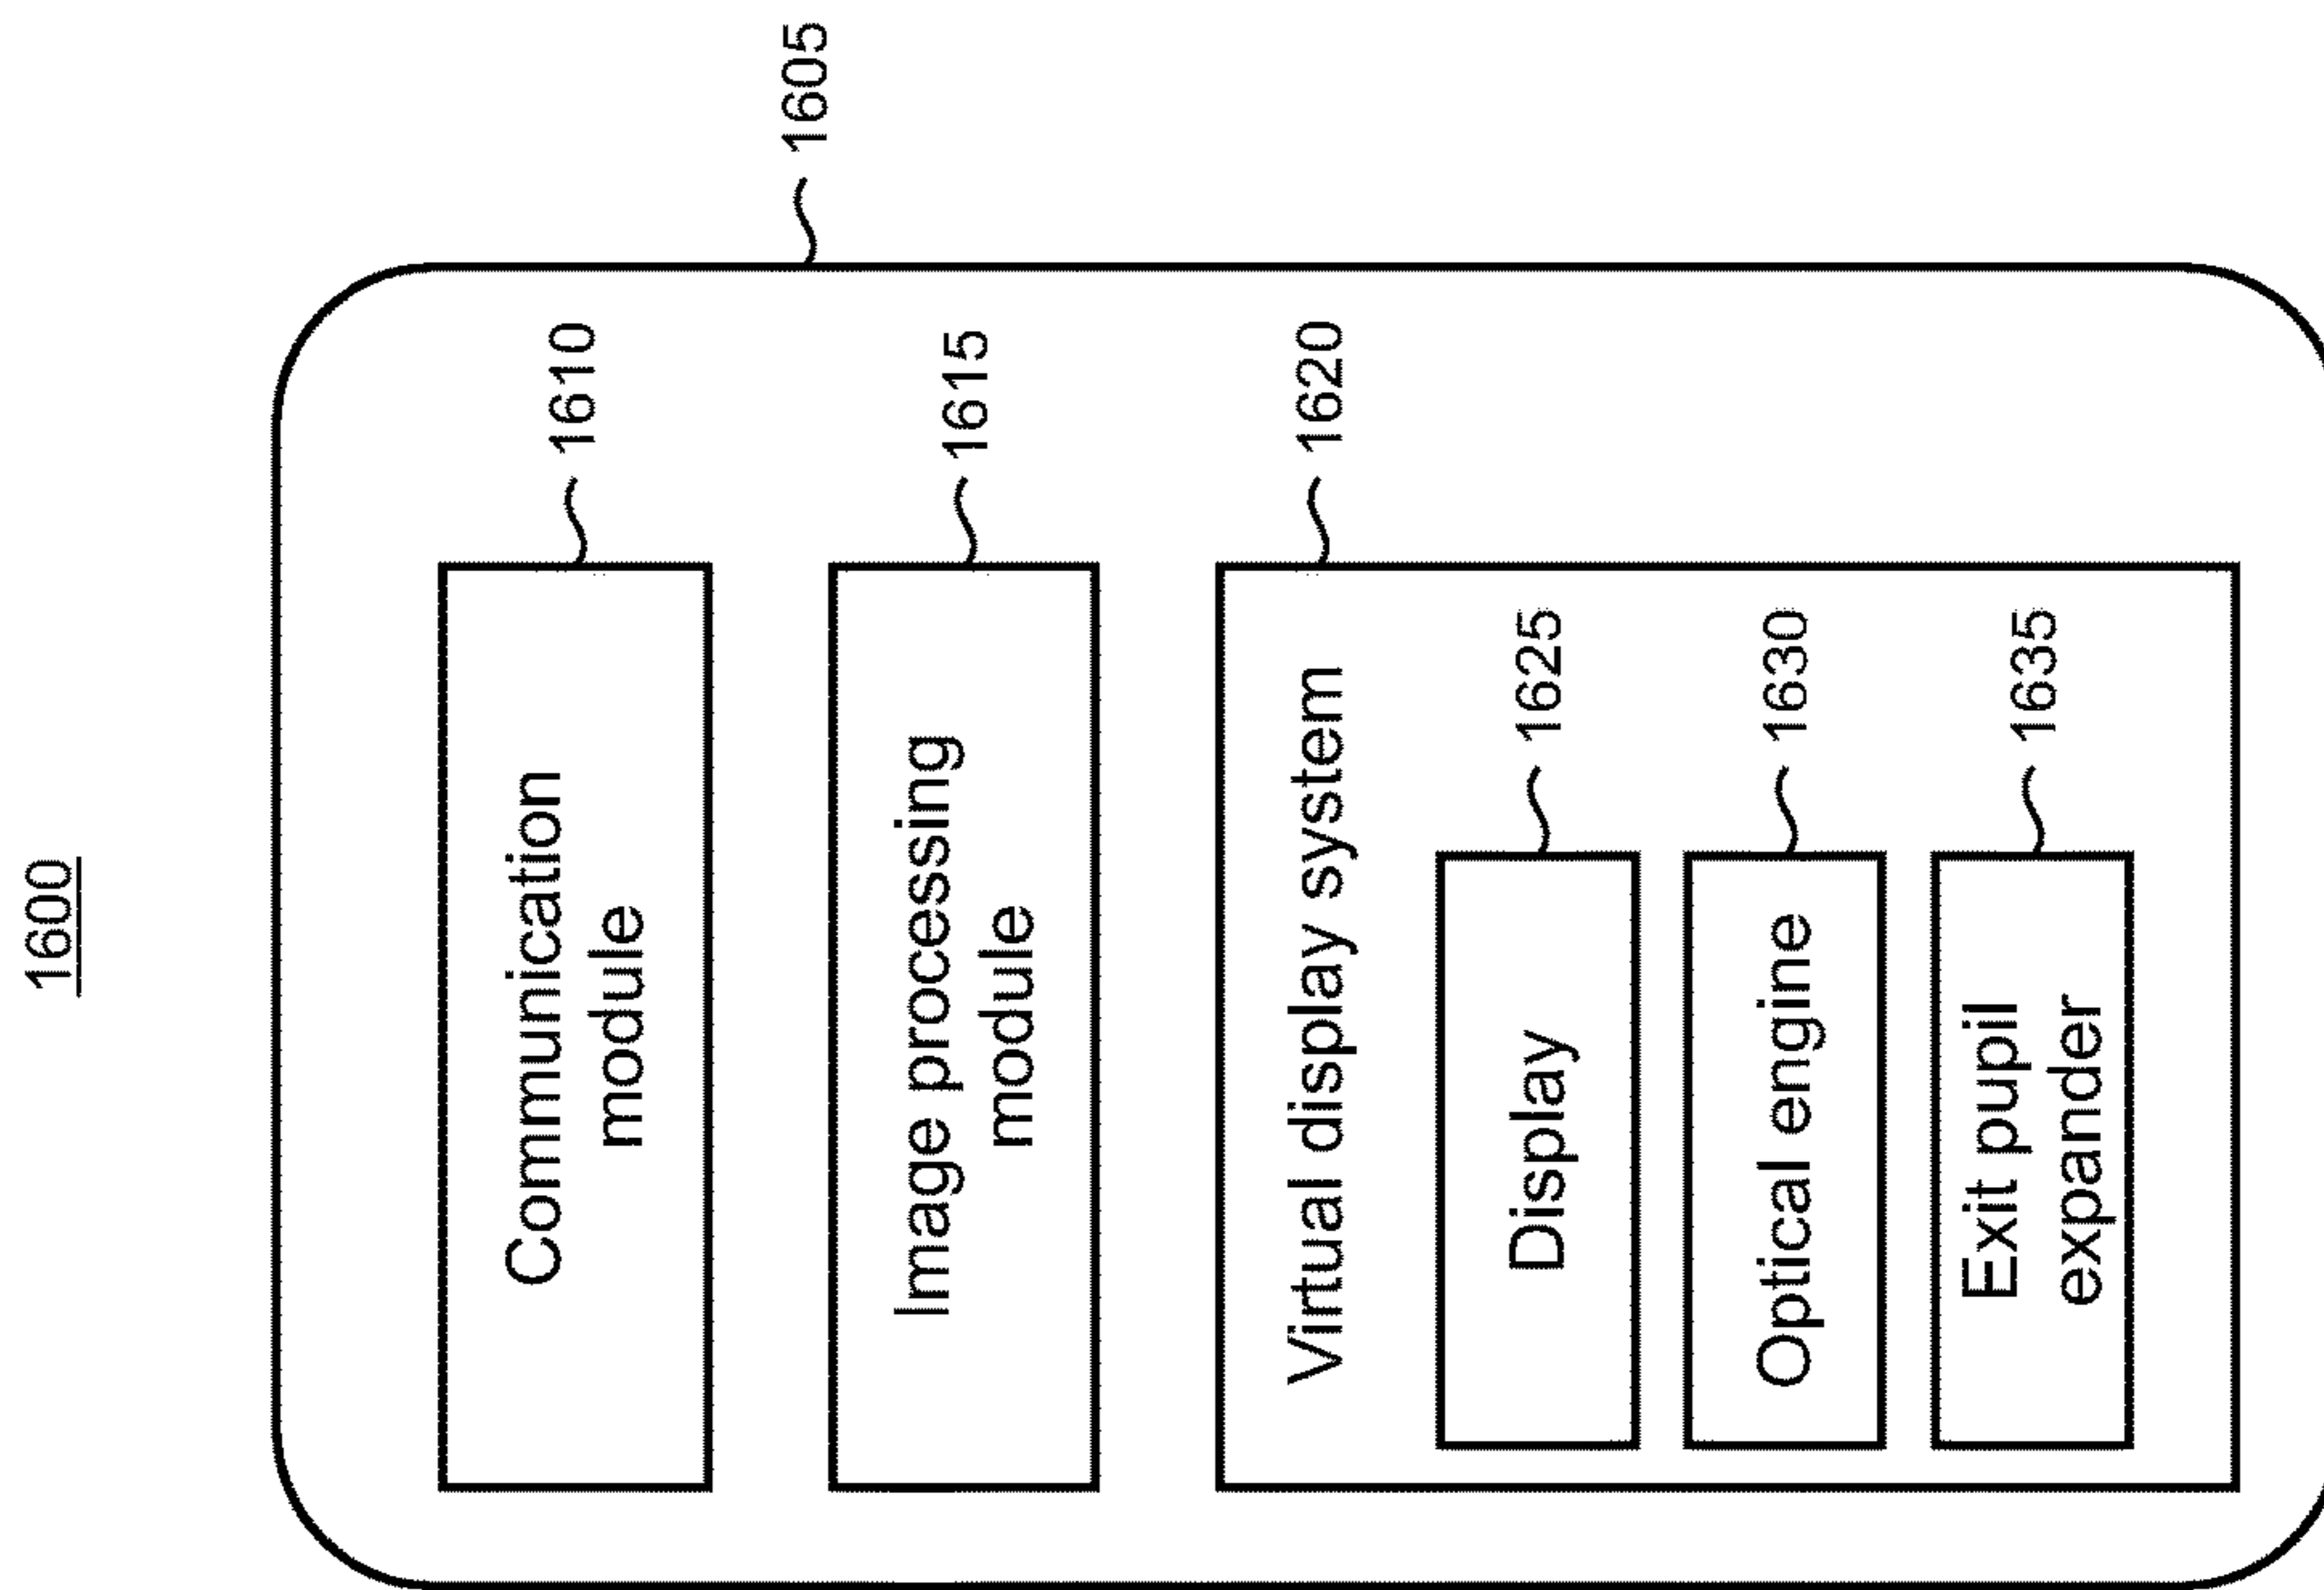 1600
1605
Communication
module
1610
Image processing
module
1615
Virtual display system
1620
Display
1625
Optical engine
1630
Exit pupil
expander
1635